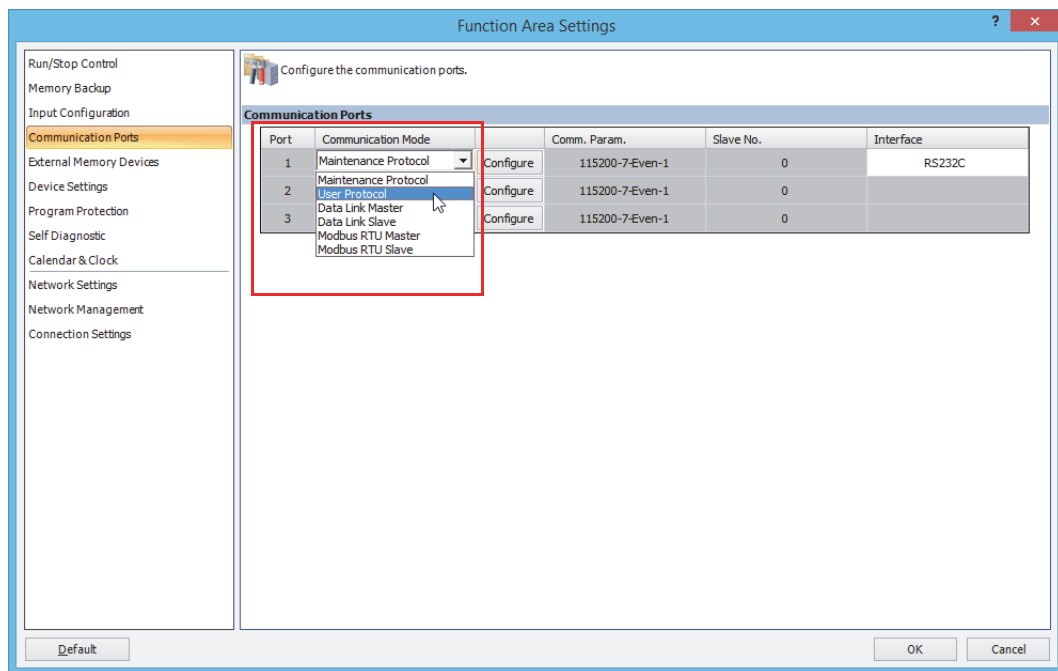 Function Area Settings
? ×
Run/Stop Control
Memory Backup
Input Configuration
Communication Ports
External Memory Devices
Device Settings
Program Protection
Self Diagnostic
Calendar & Clock
Network Settings
Network Management
Connection Settings
Configure the communication ports.
Communication Ports
Port Communication Mode Comm. Param. Slave No. Interface
1 Maintenance Protocol Configure 115200-7-Even-1 0 RS232C
2 Configure 115200-7-Even-1 0
3 Configure 115200-7-Even-1 0
Maintenance Protocol
User Protocol
Data Link Master
Data Link Slave
Modbus RTU Master
Modbus RTU Slave
Default OK Cancel